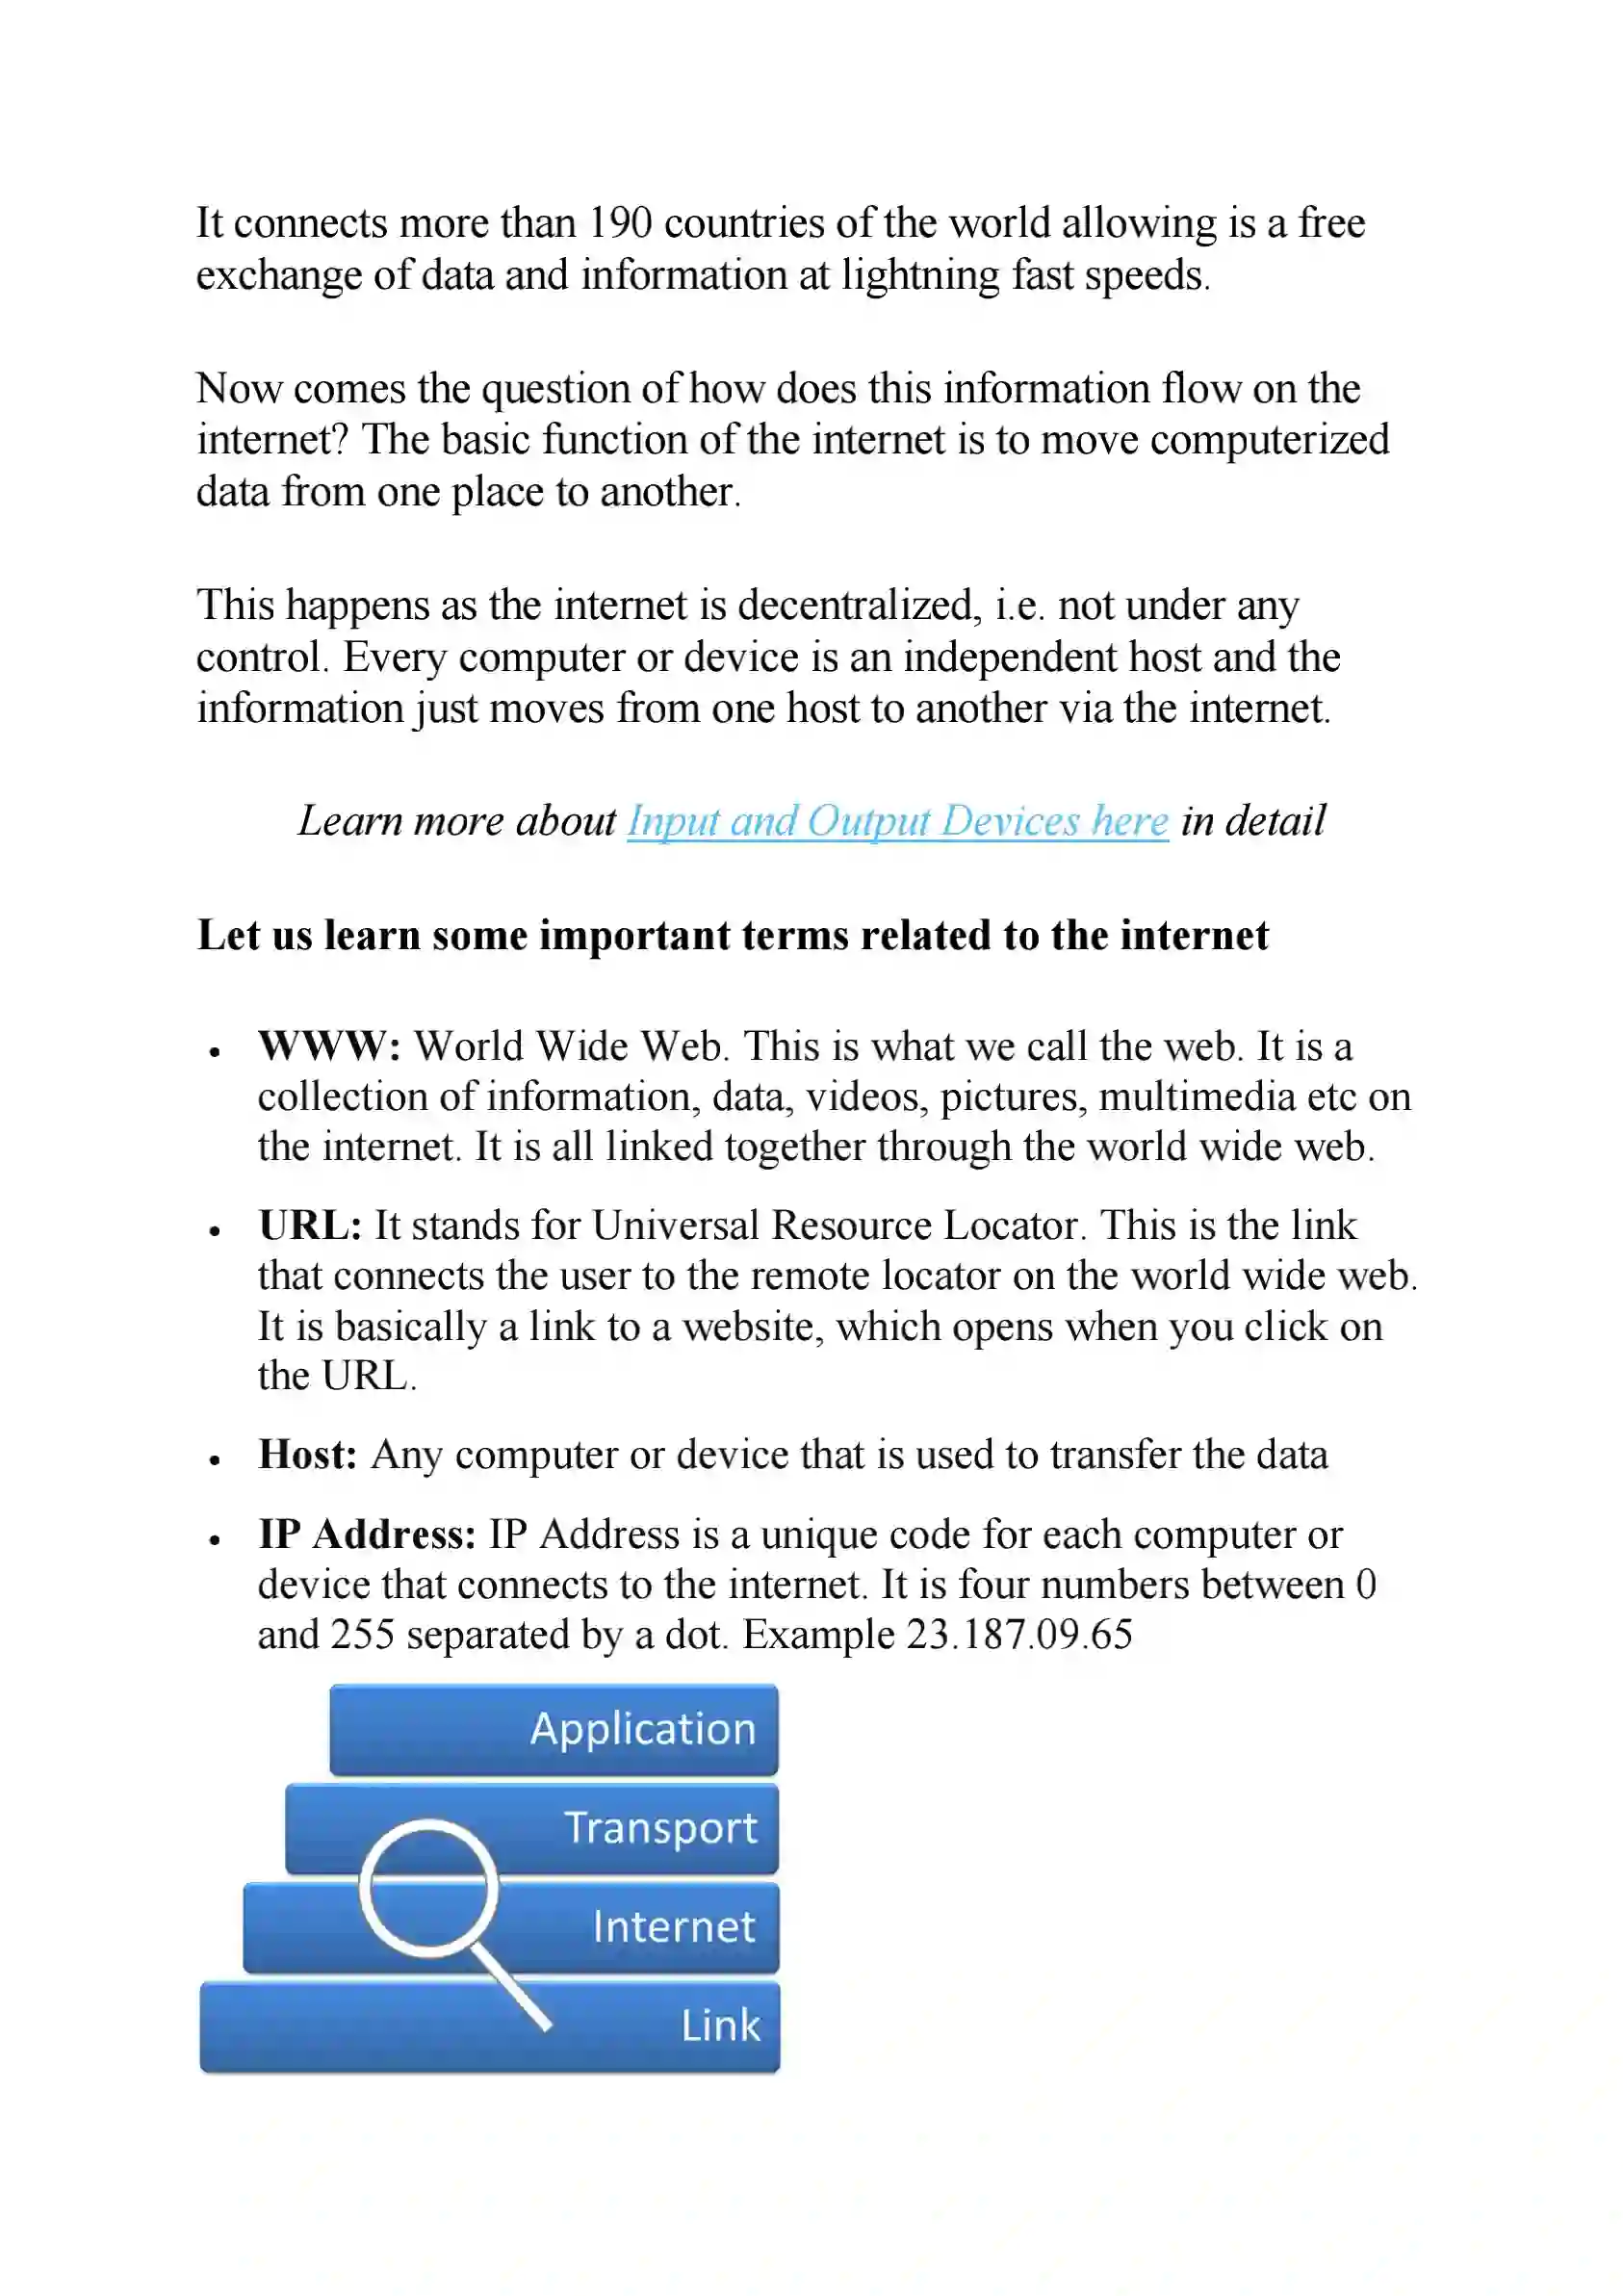 It connects more than 190 countries of the world allowing is a free
exchange of data and information at lightning fast speeds.
Now comes the question of how does this information flow on the
internet? The basic function of the internet is to move computerized
data from one place to another.
This happens as the internet is decentralized, i.e. not under any
control. Every computer or device is an independent host and the
information just moves from one host to another via the internet.
Learn more about Input and Output Devices here in detail
Let us learn some important terms related to the internet
• WWW: World Wide Web. This is what we call the web. It is a
collection of information, data, videos, pictures, multimedia etc on
the internet. It is all linked together through the world wide web.
• URL: It stands for Universal Resource Locator. This is the link
that connects the user to the remote locator on the world wide web.
It is basically a link to a website, which opens when you click on
the URL.
• Host: Any computer or device that is used to transfer the data
• IP Address: IP Address is a unique code for each computer or
device that connects to the internet. It is four numbers between 0
and 255 separated by a dot. Example 23.187.09.65
Application
Transport
Internet
Link